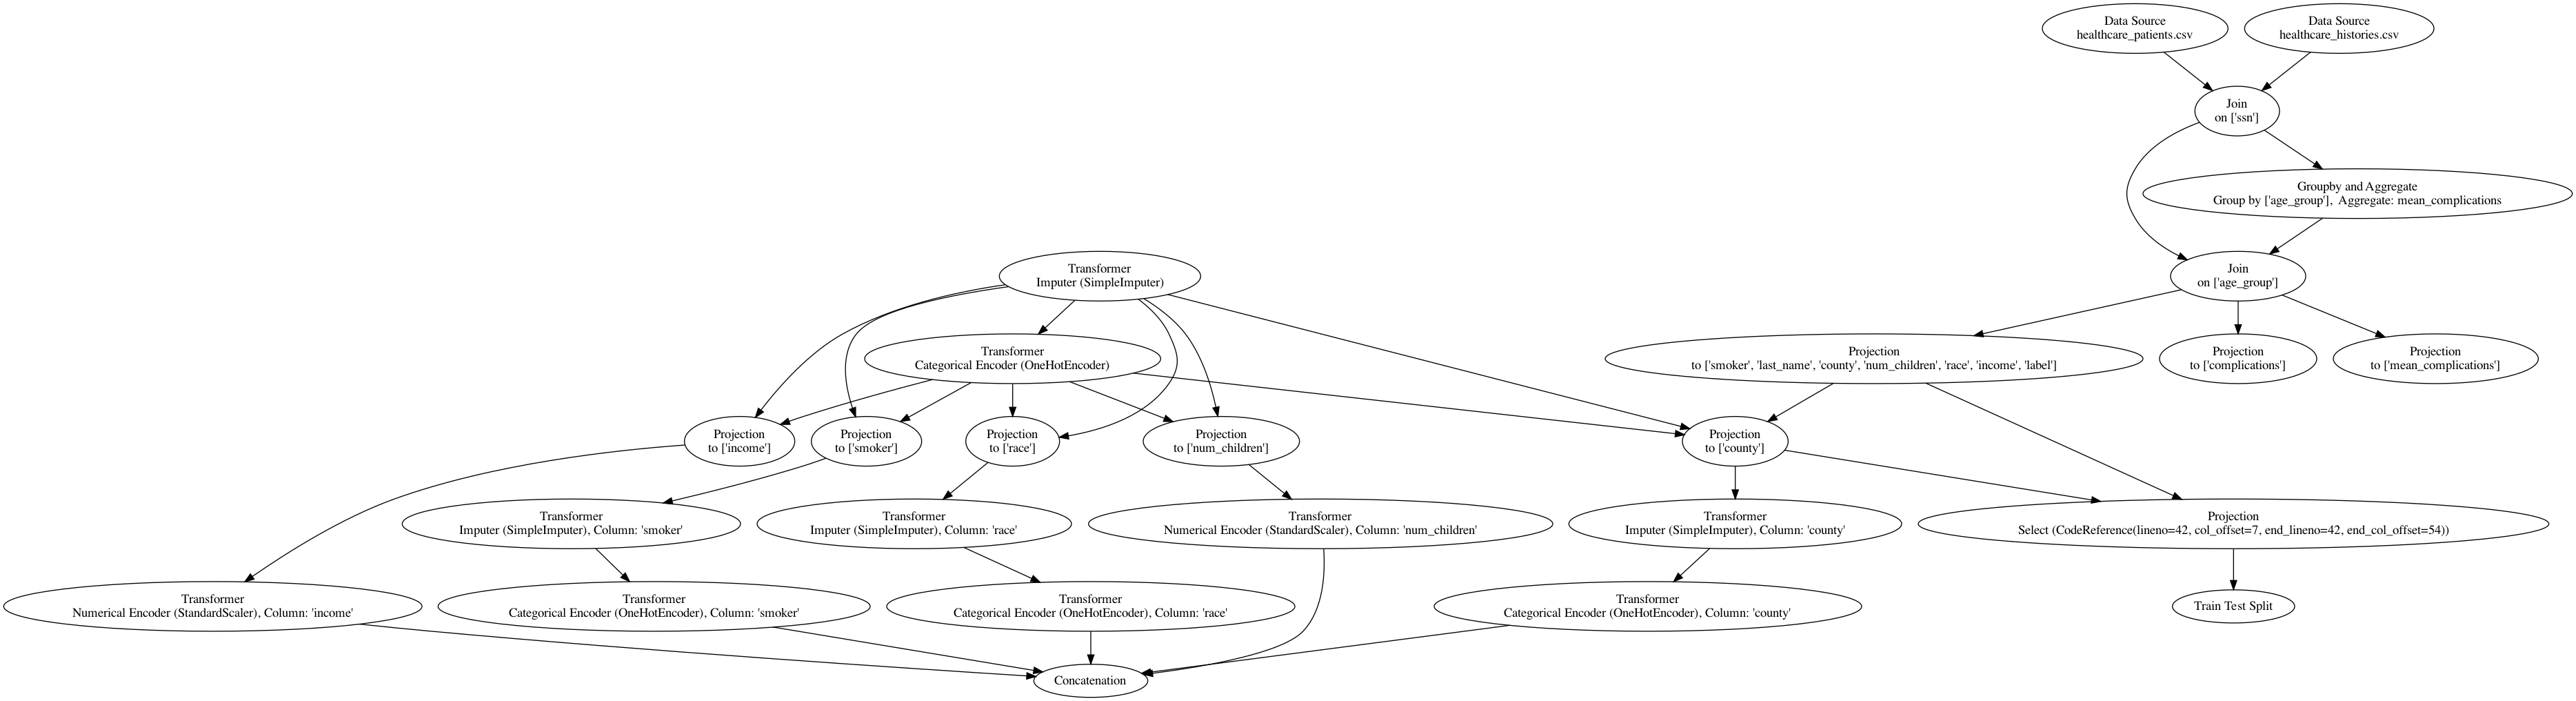 Data Source
healthcare_patients.csv
Data Source
healthcare_histories.csv
Join
on ['ssn']
Groupby and Aggregate
Group by ['age_group'],  Aggregate: mean_complications
Transformer
Imputer (SimpleImputer)
Join
on ['age_group']
Transformer
Categorical Encoder (OneHotEncoder)
Projection
to ['smoker', 'last_name', 'county', 'num_children', 'race', 'income', 'label']
Projection
to ['complications']
Projection
to ['mean_complications']
Projection
to ['income']
Projection
to ['smoker']
Projection
to ['race']
Projection
to ['num_children']
Projection
to ['county']
Transformer
Imputer (SimpleImputer), Column: 'smoker'
Transformer
Imputer (SimpleImputer), Column: 'race'
Transformer
Numerical Encoder (StandardScaler), Column: 'num_children'
Transformer
Imputer (SimpleImputer), Column: 'county'
Projection
Select (CodeReference(lineno=42, col_offset=7, end_lineno=42, end_col_offset=54))
Transformer
Numerical Encoder (StandardScaler), Column: 'income'
Transformer
Categorical Encoder (OneHotEncoder), Column: 'smoker'
Transformer
Categorical Encoder (OneHotEncoder), Column: 'race'
Transformer
Categorical Encoder (OneHotEncoder), Column: 'county'
Train Test Split
Concatenation